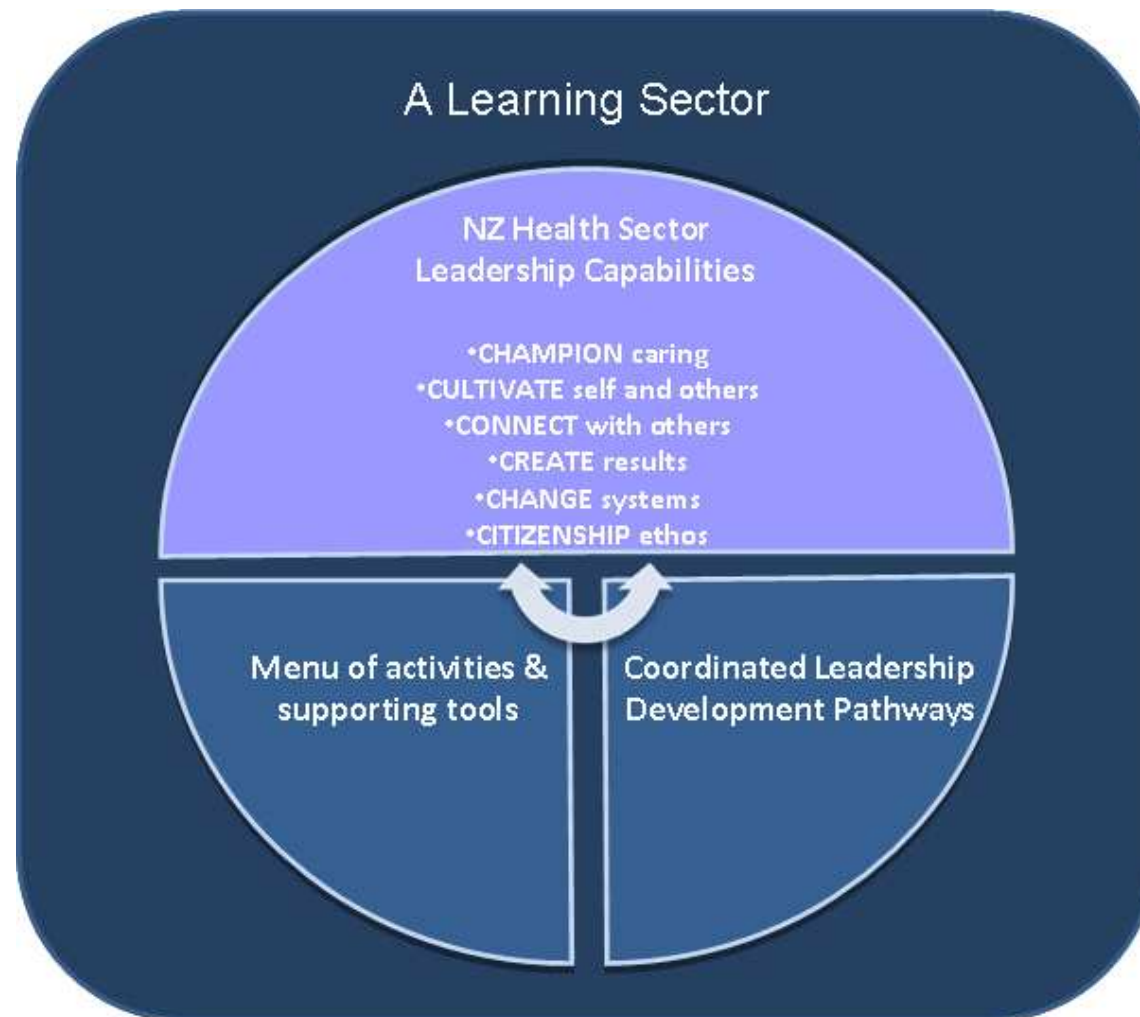 A Learning Sector
NZ Health Sector
Leadership Capabilities
•CHAMPION caring
•CULTIVATE self and others
•CONNECT with others
•CREATE results
•CHANGE systems
•CITIZENSHIP ethos
Menu of activities &
supporting tools
Coordinated Leadership
Development Pathways